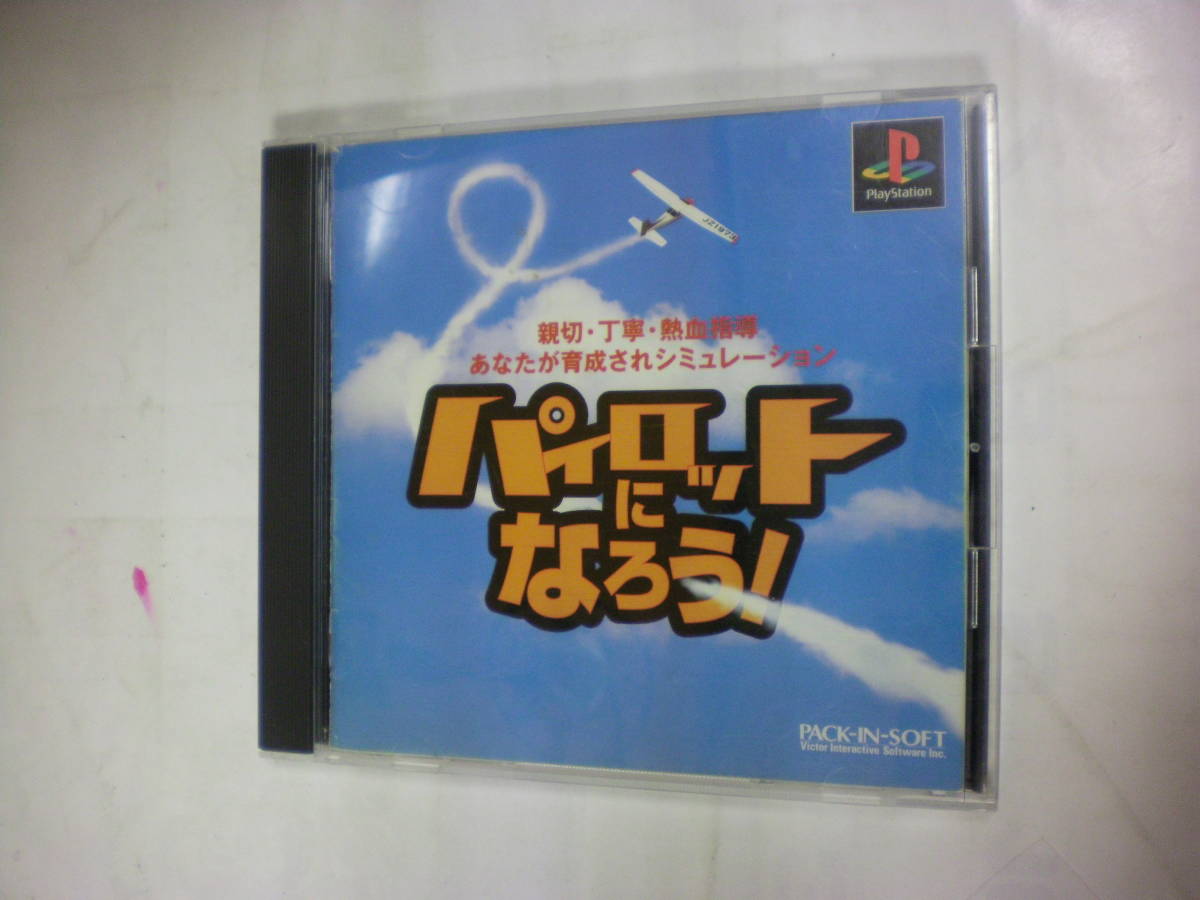 PlayStation
JZ1973
親切・丁寧・熱血指導
あなたが育成されシミュレーション
パイロット
に
なろう!
PACK-IN-SOFT
Victor Interactive Software Inc.